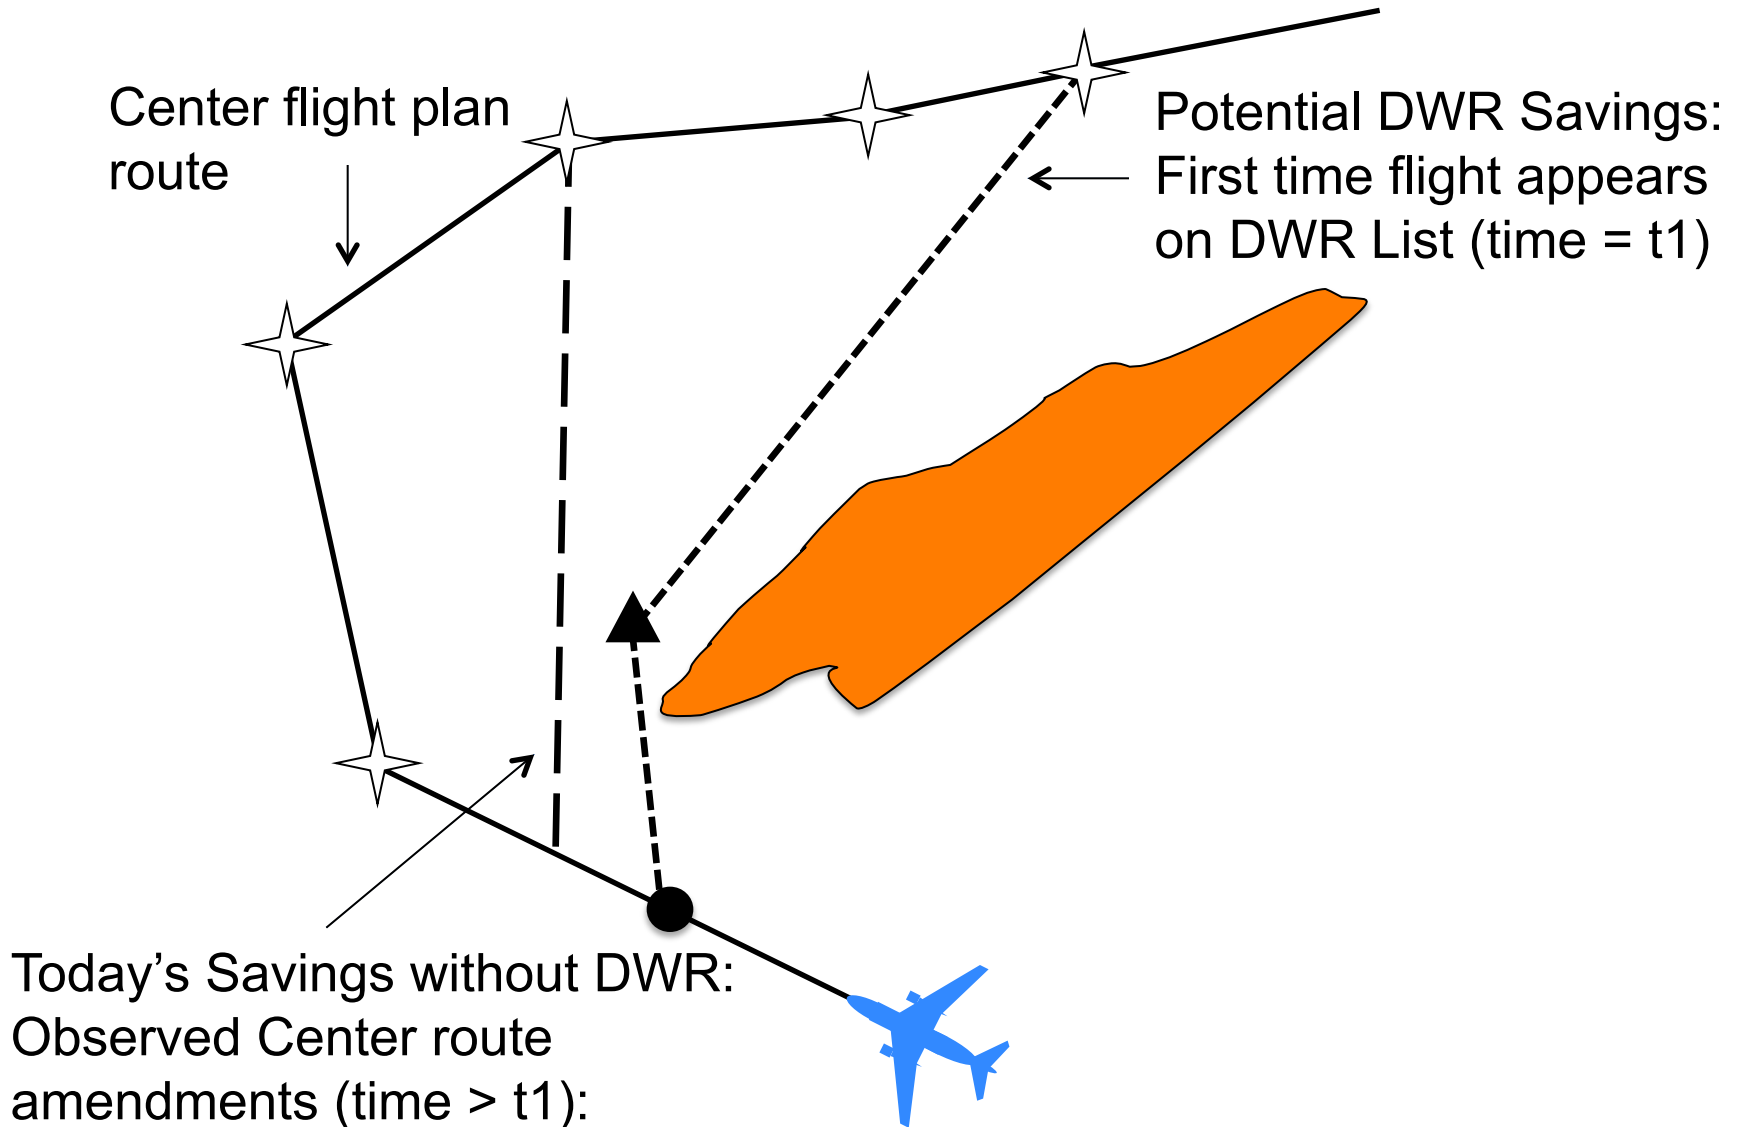 Center flight plan
route
Potential DWR Savings:
First time flight appears
on DWR List (time = t1)
Today’s Savings without DWR:
Observed Center route
amendments (time > t1):